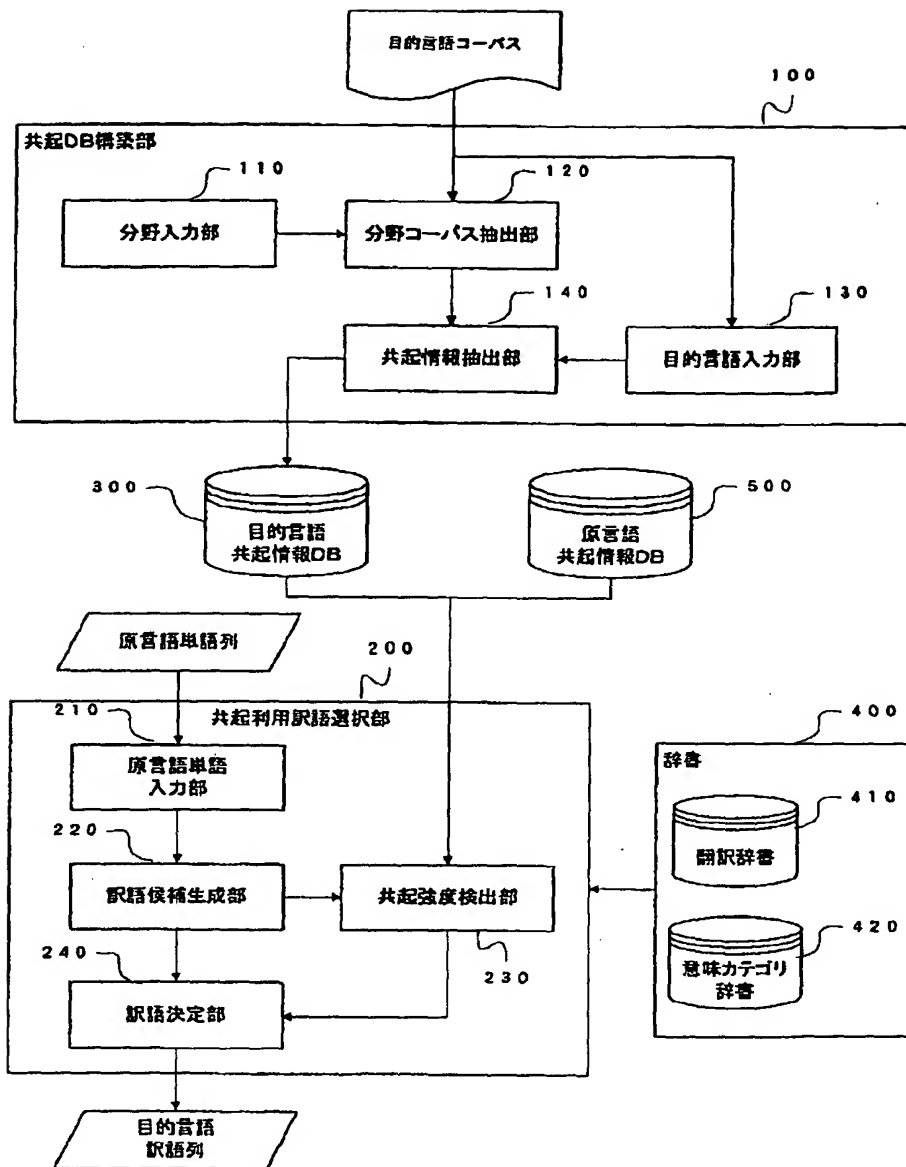 目的言語コーパス
100
共起DB構築部
110
120
分野入力部
分野コーパス抽出部
140
130
共起情報抽出部
目的言語入力部
300
500
目的言語
共起情報DB
原言語
共起情報DB
原言語単語列
200
共起利用訳語選択部
210
400
辞書
原言語単語
入力部
410
翻訳辞書
220
訳語候補生成部
共起強度検出部
420
意味カテゴリ
辞書
240
230
訳語決定部
目的言語
訳語列